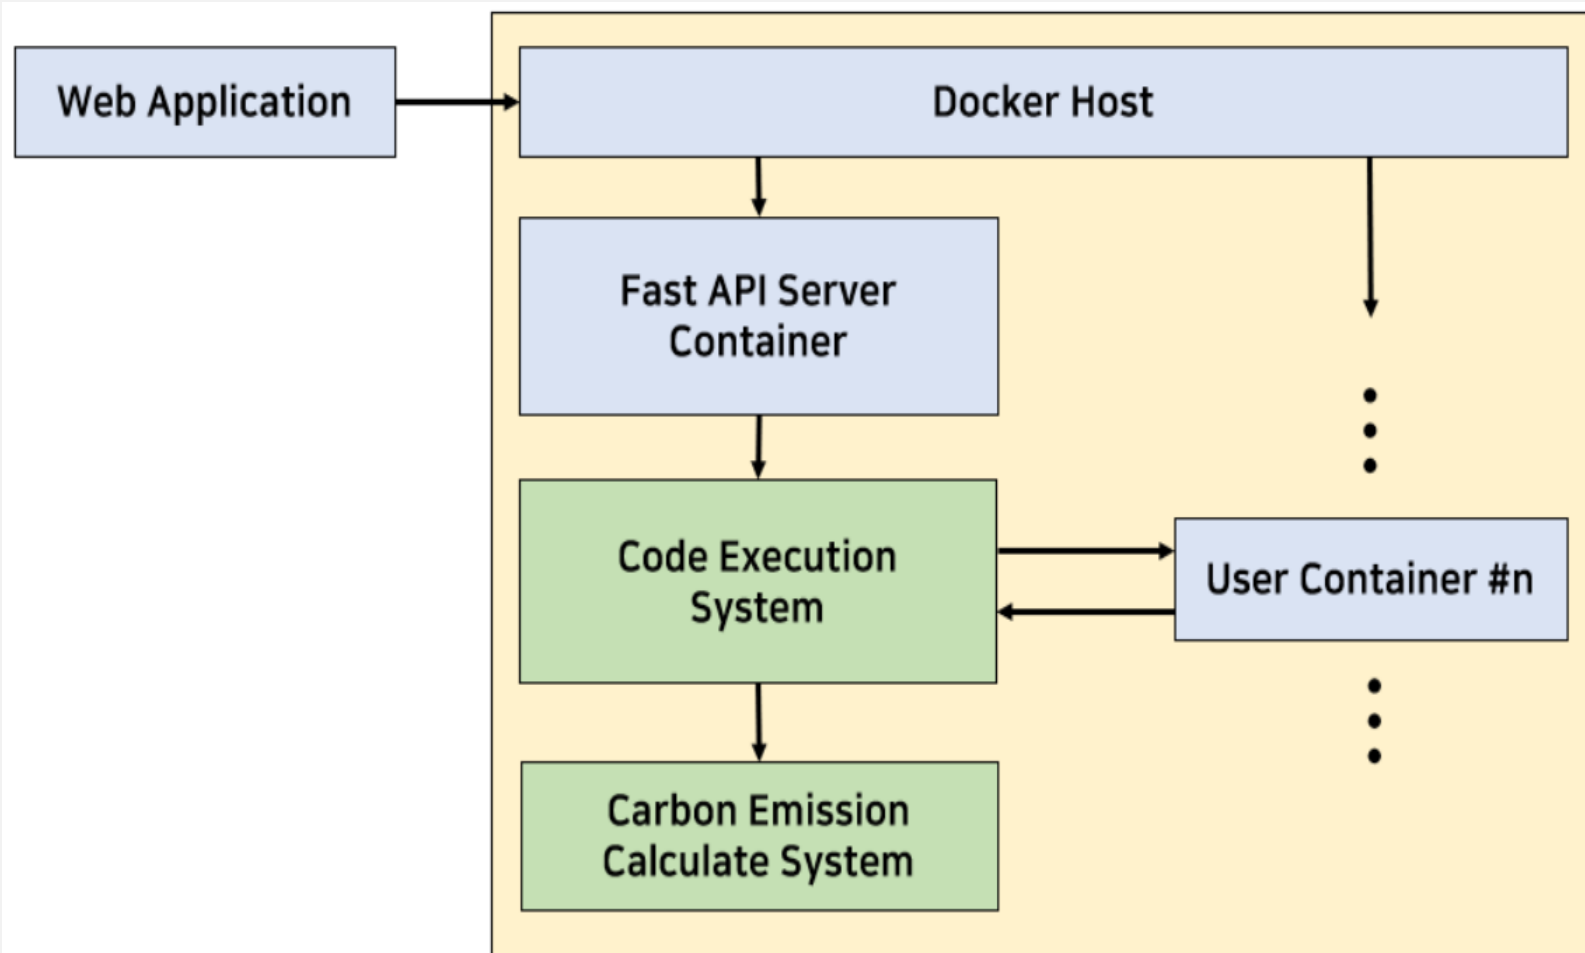 Web Application
Docker Host
Fast API Server
Container
Code Execution
System
User Container #n
Carbon Emission
Calculate System